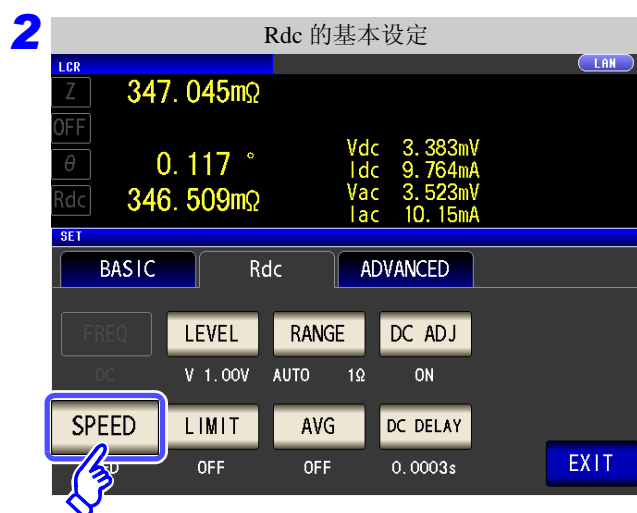 2
Rdc 的基本设定
LCR
LAN
Z 347.045mΩ
OFF
Vdc 3.383mV
θ 0.117 °
Idc 9.764mA
Vac 3.523mV
Rdc 346.509mΩ
Iac 10.15mA
SET
BASIC Rdc ADVANCED
FREQ LEVEL RANGE DC ADJ
DC V 1.00V AUTO 1Ω ON
SPEED LIMIT AVG DC DELAY
OFF OFF 0.0003s
EXIT